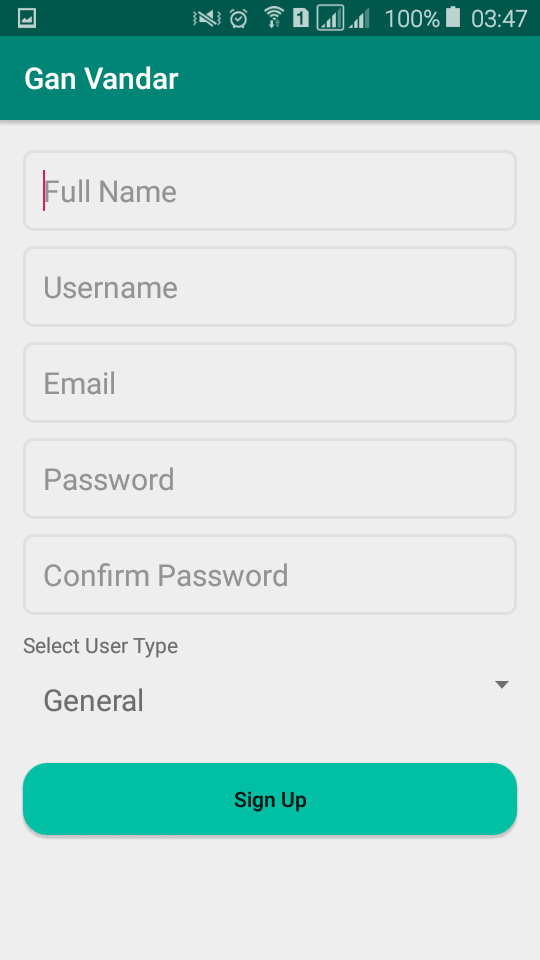 1 100% 03:47
Gan Vandar
Full Name
Username
Email
Password
Confirm Password
Select User Type
General
Sign Up